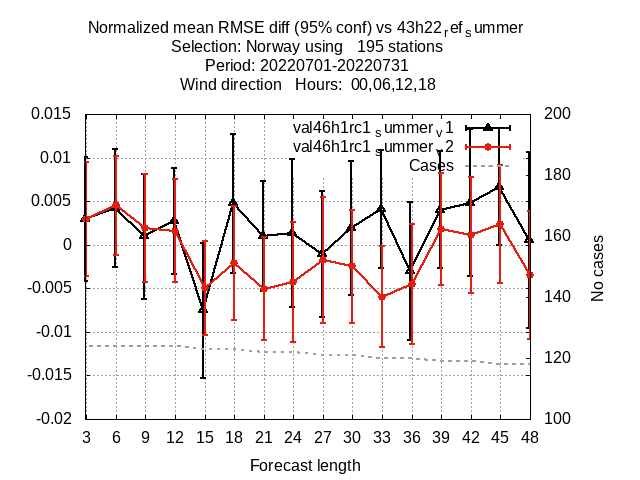 Normalized mean RMSE diff (95% conf) vs 43h22refsummer
Selection: Norway using 195 stations
Period: 20220701-20220731
Wind direction Hours: 00,06,12,18
val46h1rc1summerv1
val46h1rc1summerv2
Cases
0.015
0.01
0.005
0
-0.005
-0.01
-0.015
-0.02
200
180
160
140
120
100
No cases
3 6 9 12 15 18 21 24 27 30 33 36 39 42 45 48
Forecast length